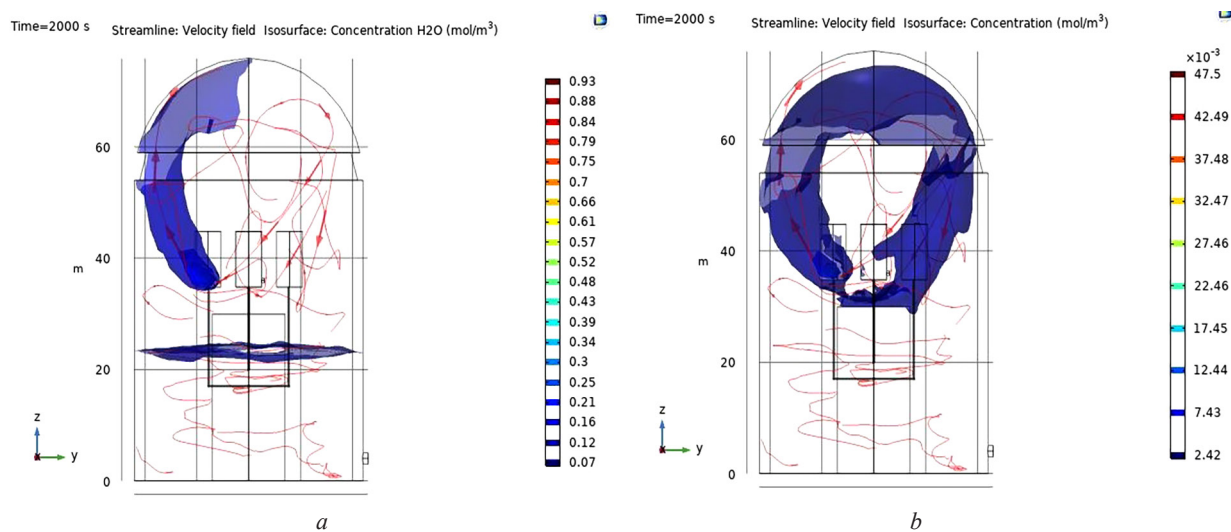 Time=2000 s
Streamline: Velocity field Isosurface: Concentration H2O (mol/m³)
60
40
m
20
0
z
y
x
0.93
0.88
0.84
0.79
0.75
0.7
0.66
0.61
0.57
0.52
0.48
0.43
0.39
0.34
0.3
0.25
0.21
0.16
0.12
0.07
a
Time=2000 s
Streamline: Velocity field Isosurface: Concentration (mol/m³)
60
40
m
20
0
z
y
x
×10⁻³
47.5
42.49
37.48
32.47
27.46
22.46
17.45
12.44
7.43
2.42
b